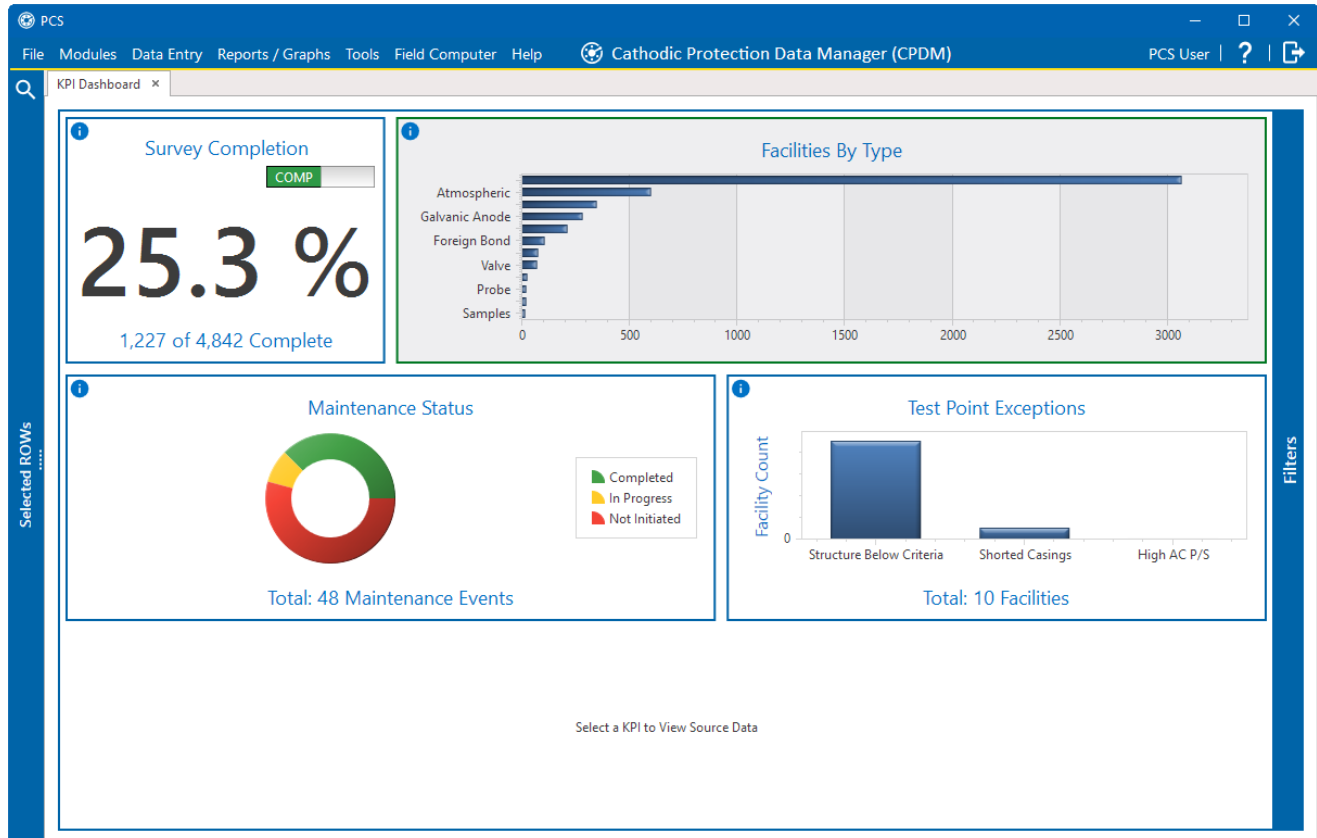 PCS
File Modules Data Entry Reports / Graphs Tools Field Computer Help Cathodic Protection Data Manager (CPDM) PCS User | ? |
KPI Dashboard ×
Selected ROWs
Survey Completion
COMP
25.3 %
1,227 of 4,842 Complete
Facilities By Type
Atmospheric
Galvanic Anode
Foreign Bond
Valve
Probe
Samples
0 500 1000 1500 2000 2500 3000
Maintenance Status
Completed
In Progress
Not Initiated
Total: 48 Maintenance Events
Test Point Exceptions
Facility Count
0
Structure Below Criteria Shorted Casings High AC P/S
Total: 10 Facilities
Filters
Select a KPI to View Source Data